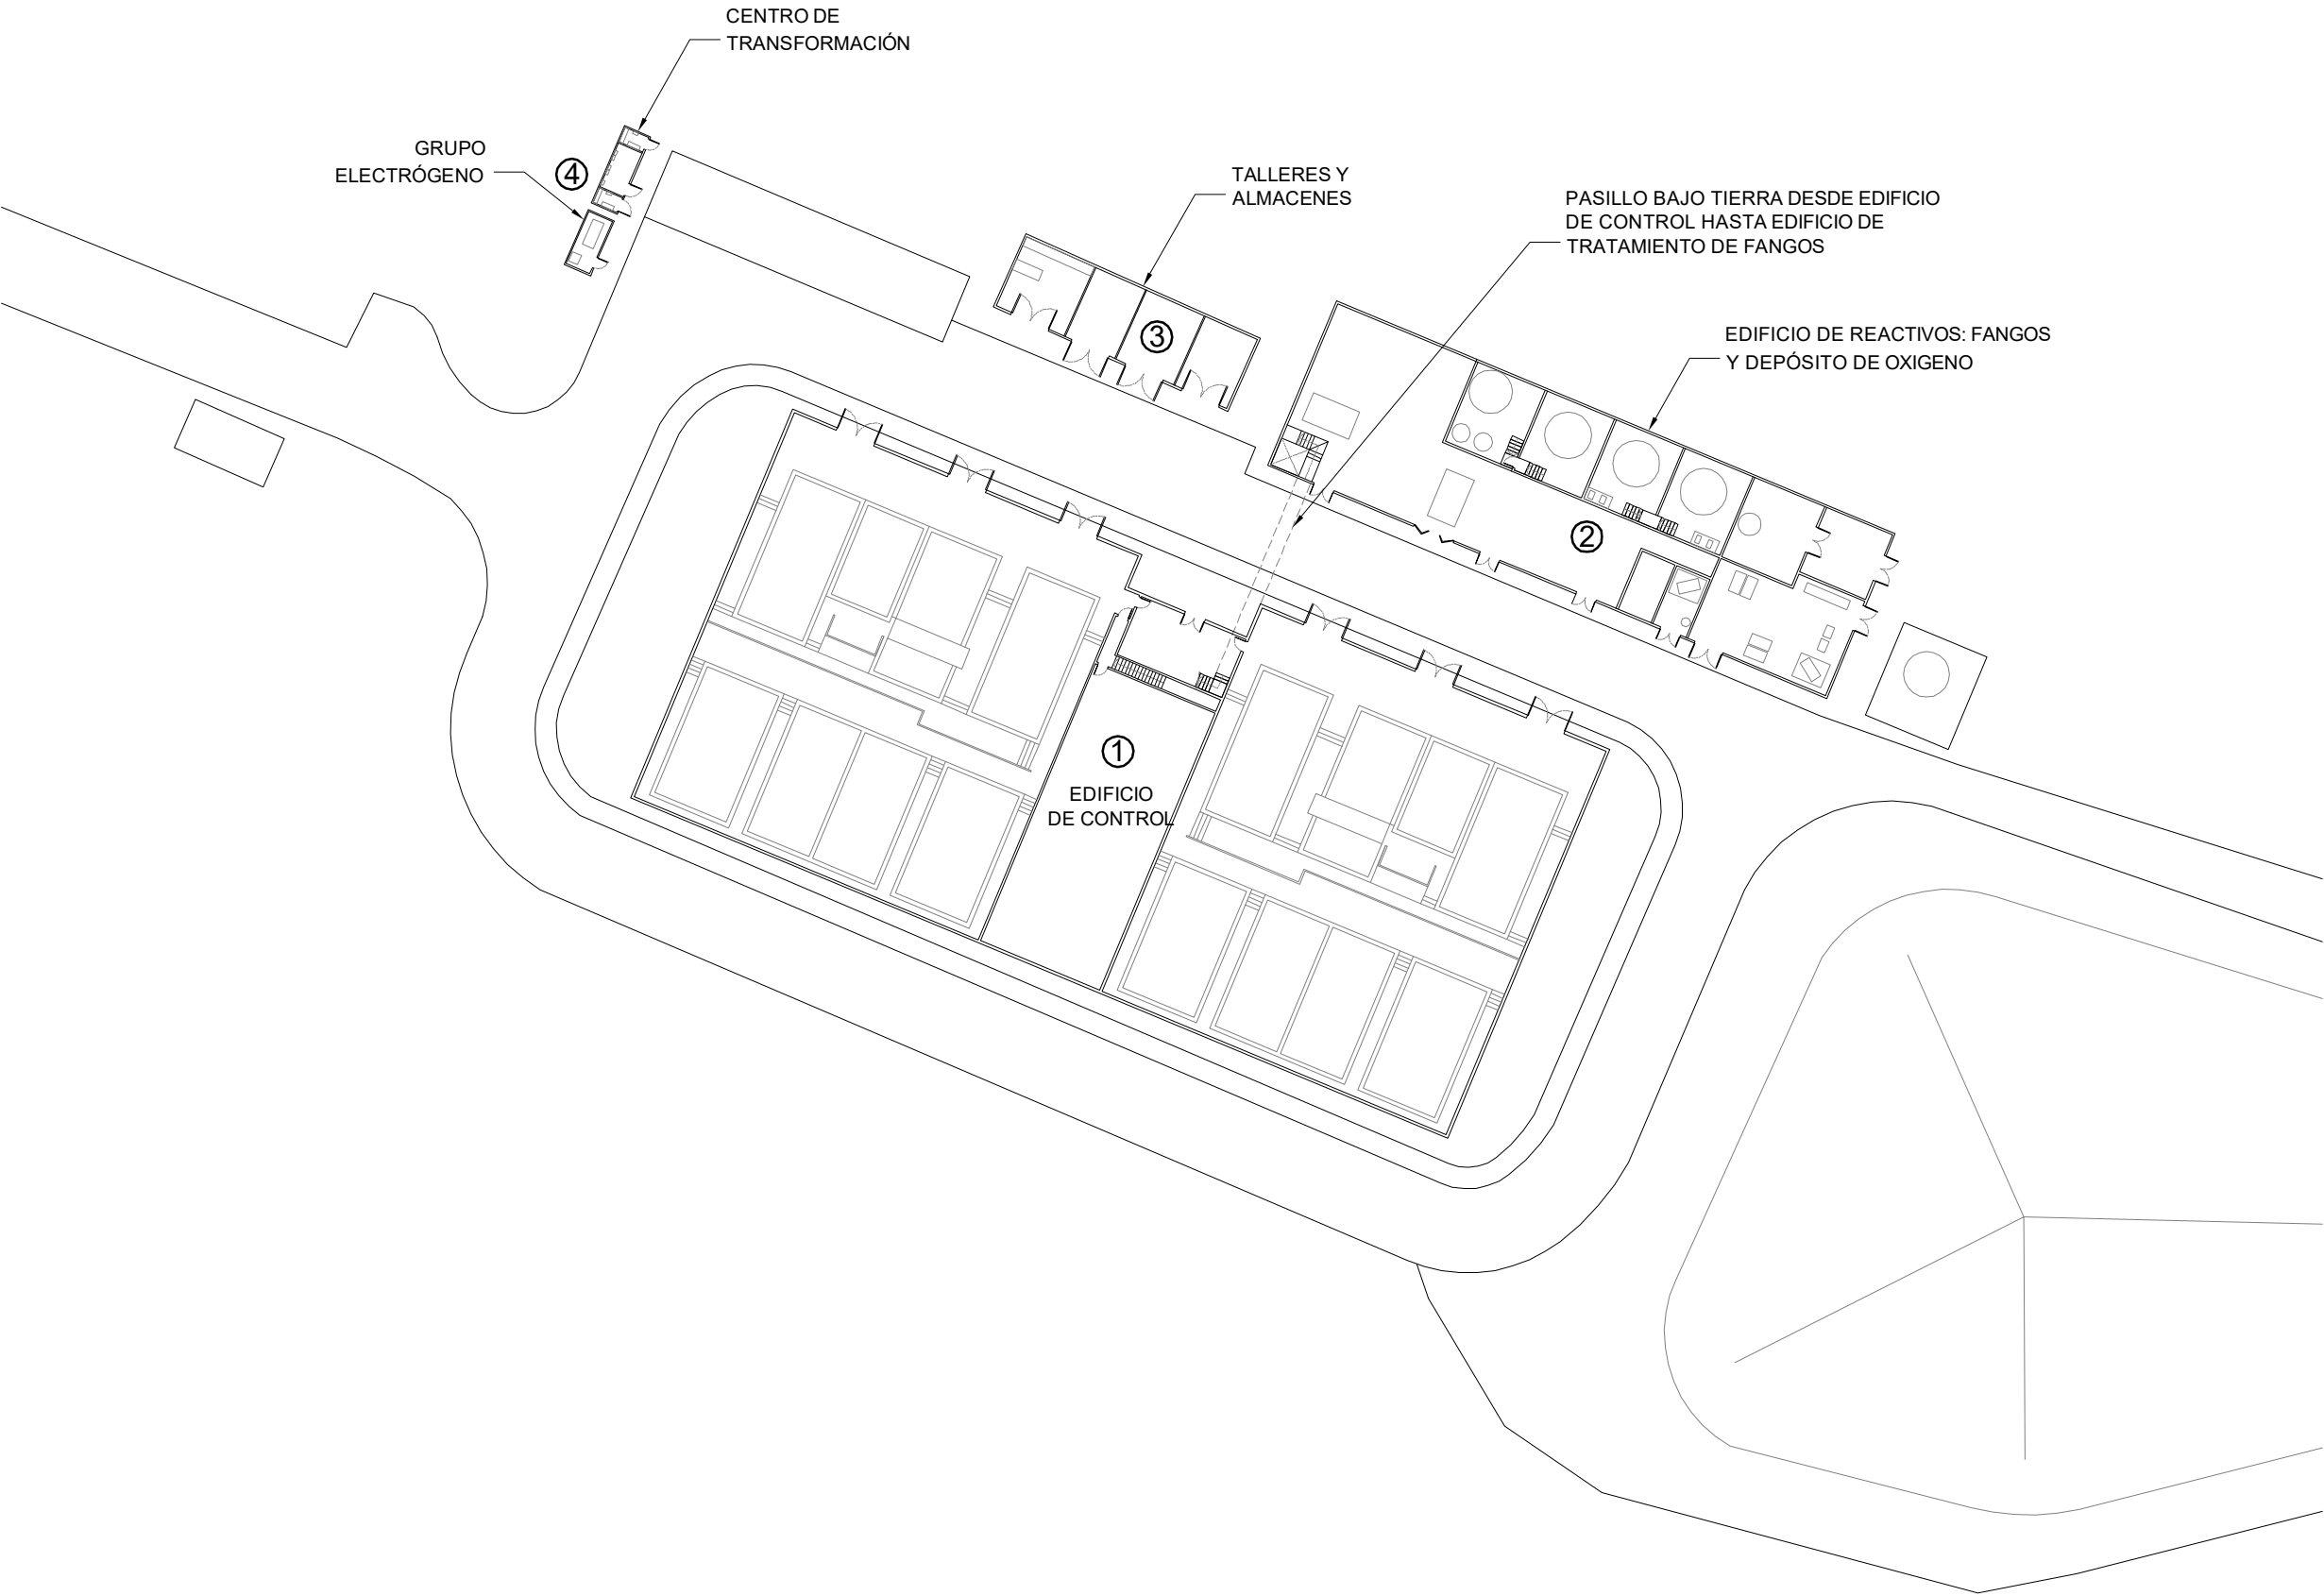 CENTRO DE
TRANSFORMACIÓN
GRUPO
ELECTRÓGENO
4
TALLERES Y
ALMACENES
3
PASILLO BAJO TIERRA DESDE EDIFICIO
DE CONTROL HASTA EDIFICIO DE
TRATAMIENTO DE FANGOS
EDIFICIO DE REACTIVOS: FANGOS
Y DEPÓSITO DE OXIGENO
2
1
EDIFICIO
DE CONTROL